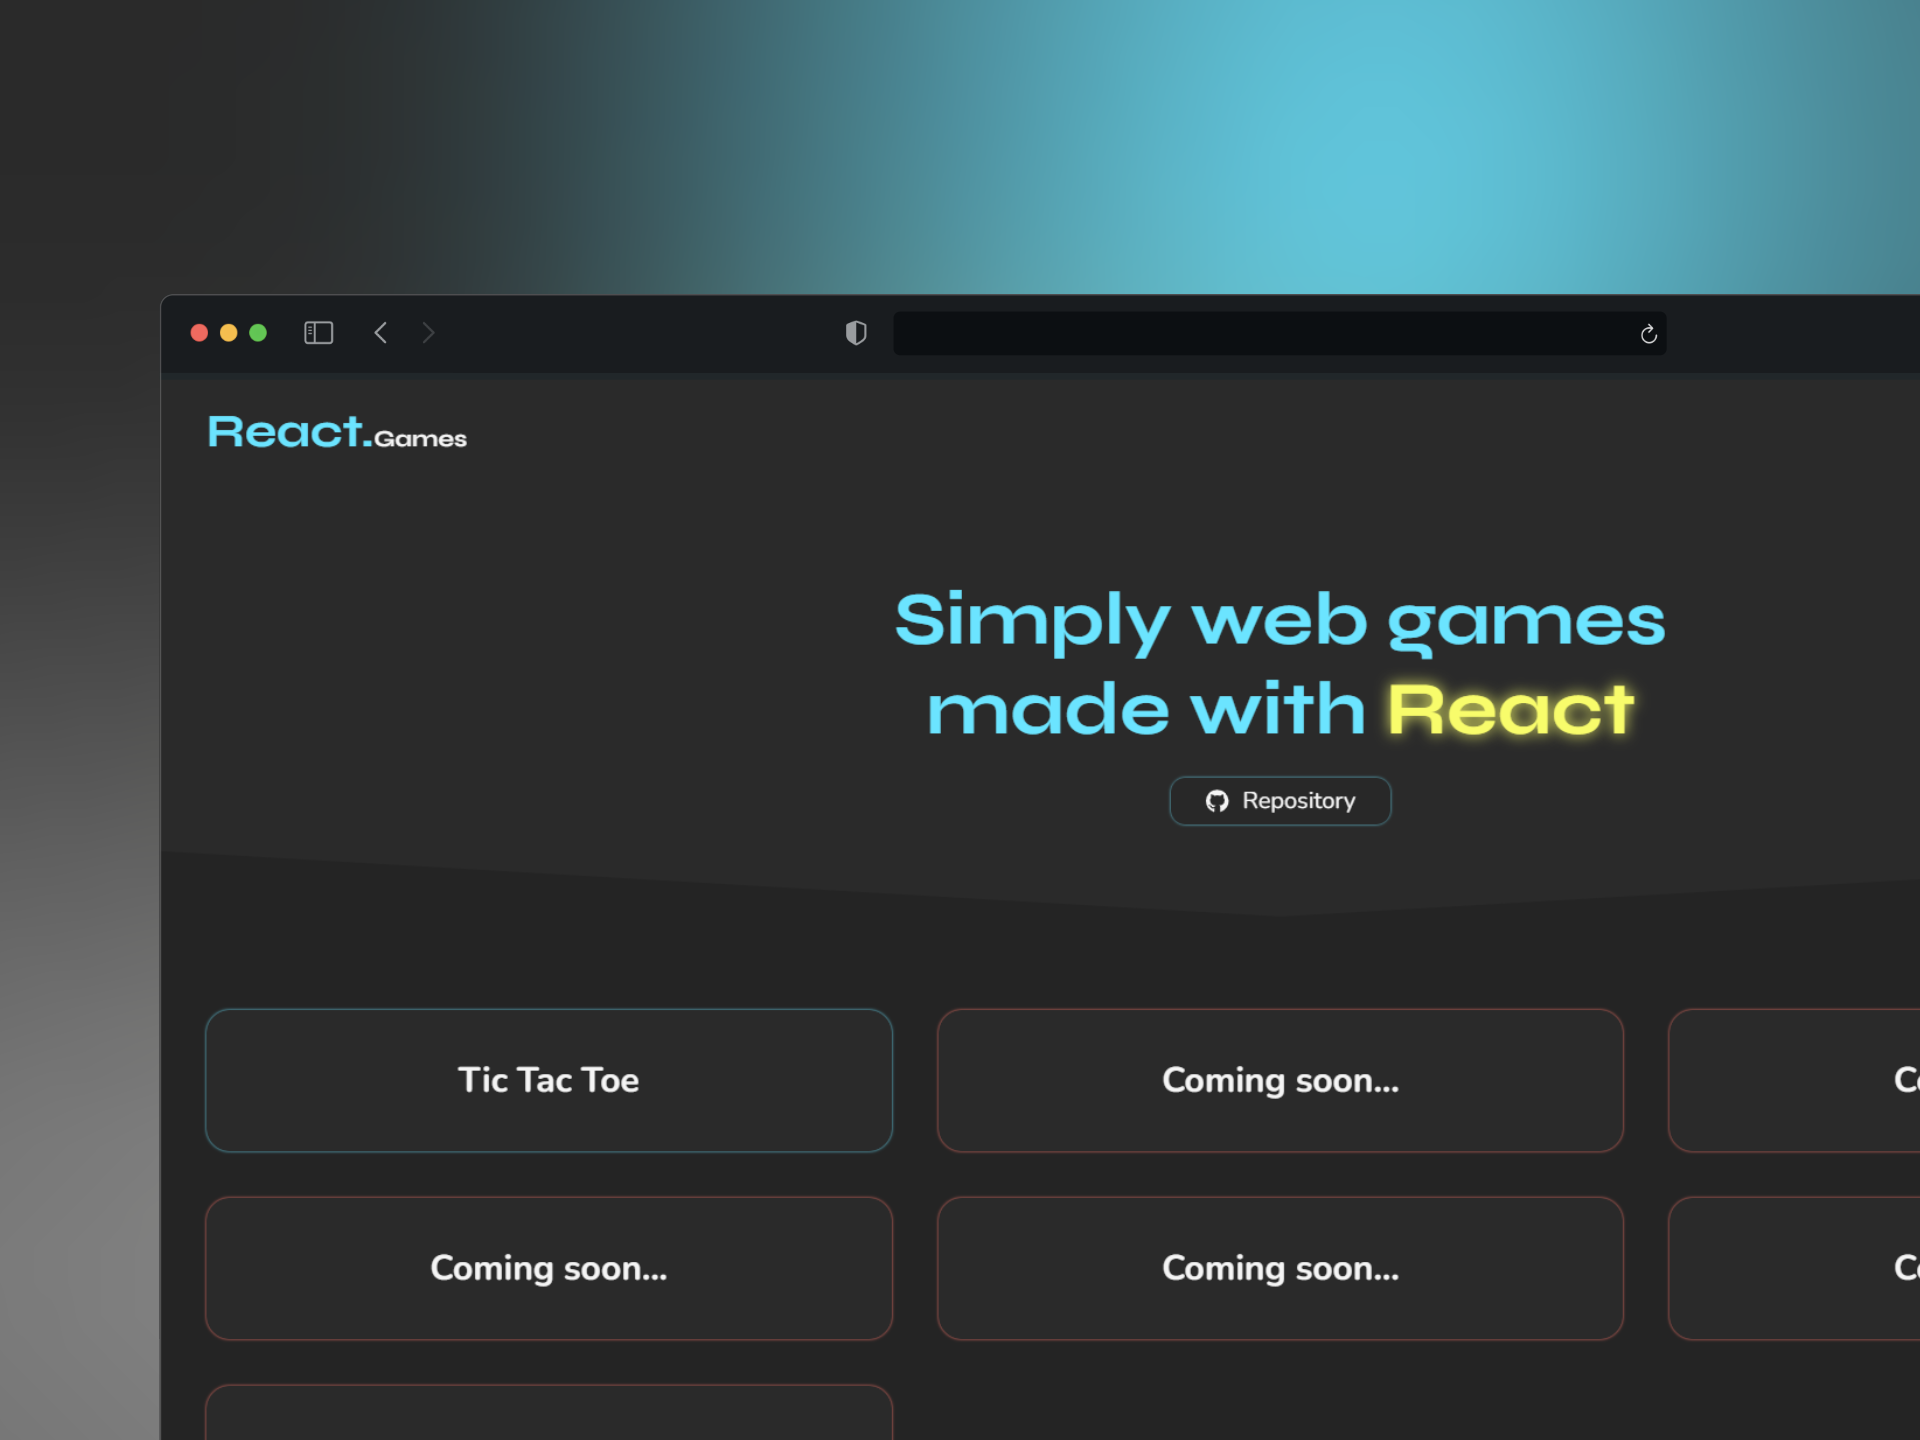 React.Games
Simply web games
made with React
Repository
Tic Tac Toe
Coming soon...
Coming soon...
Coming soon...